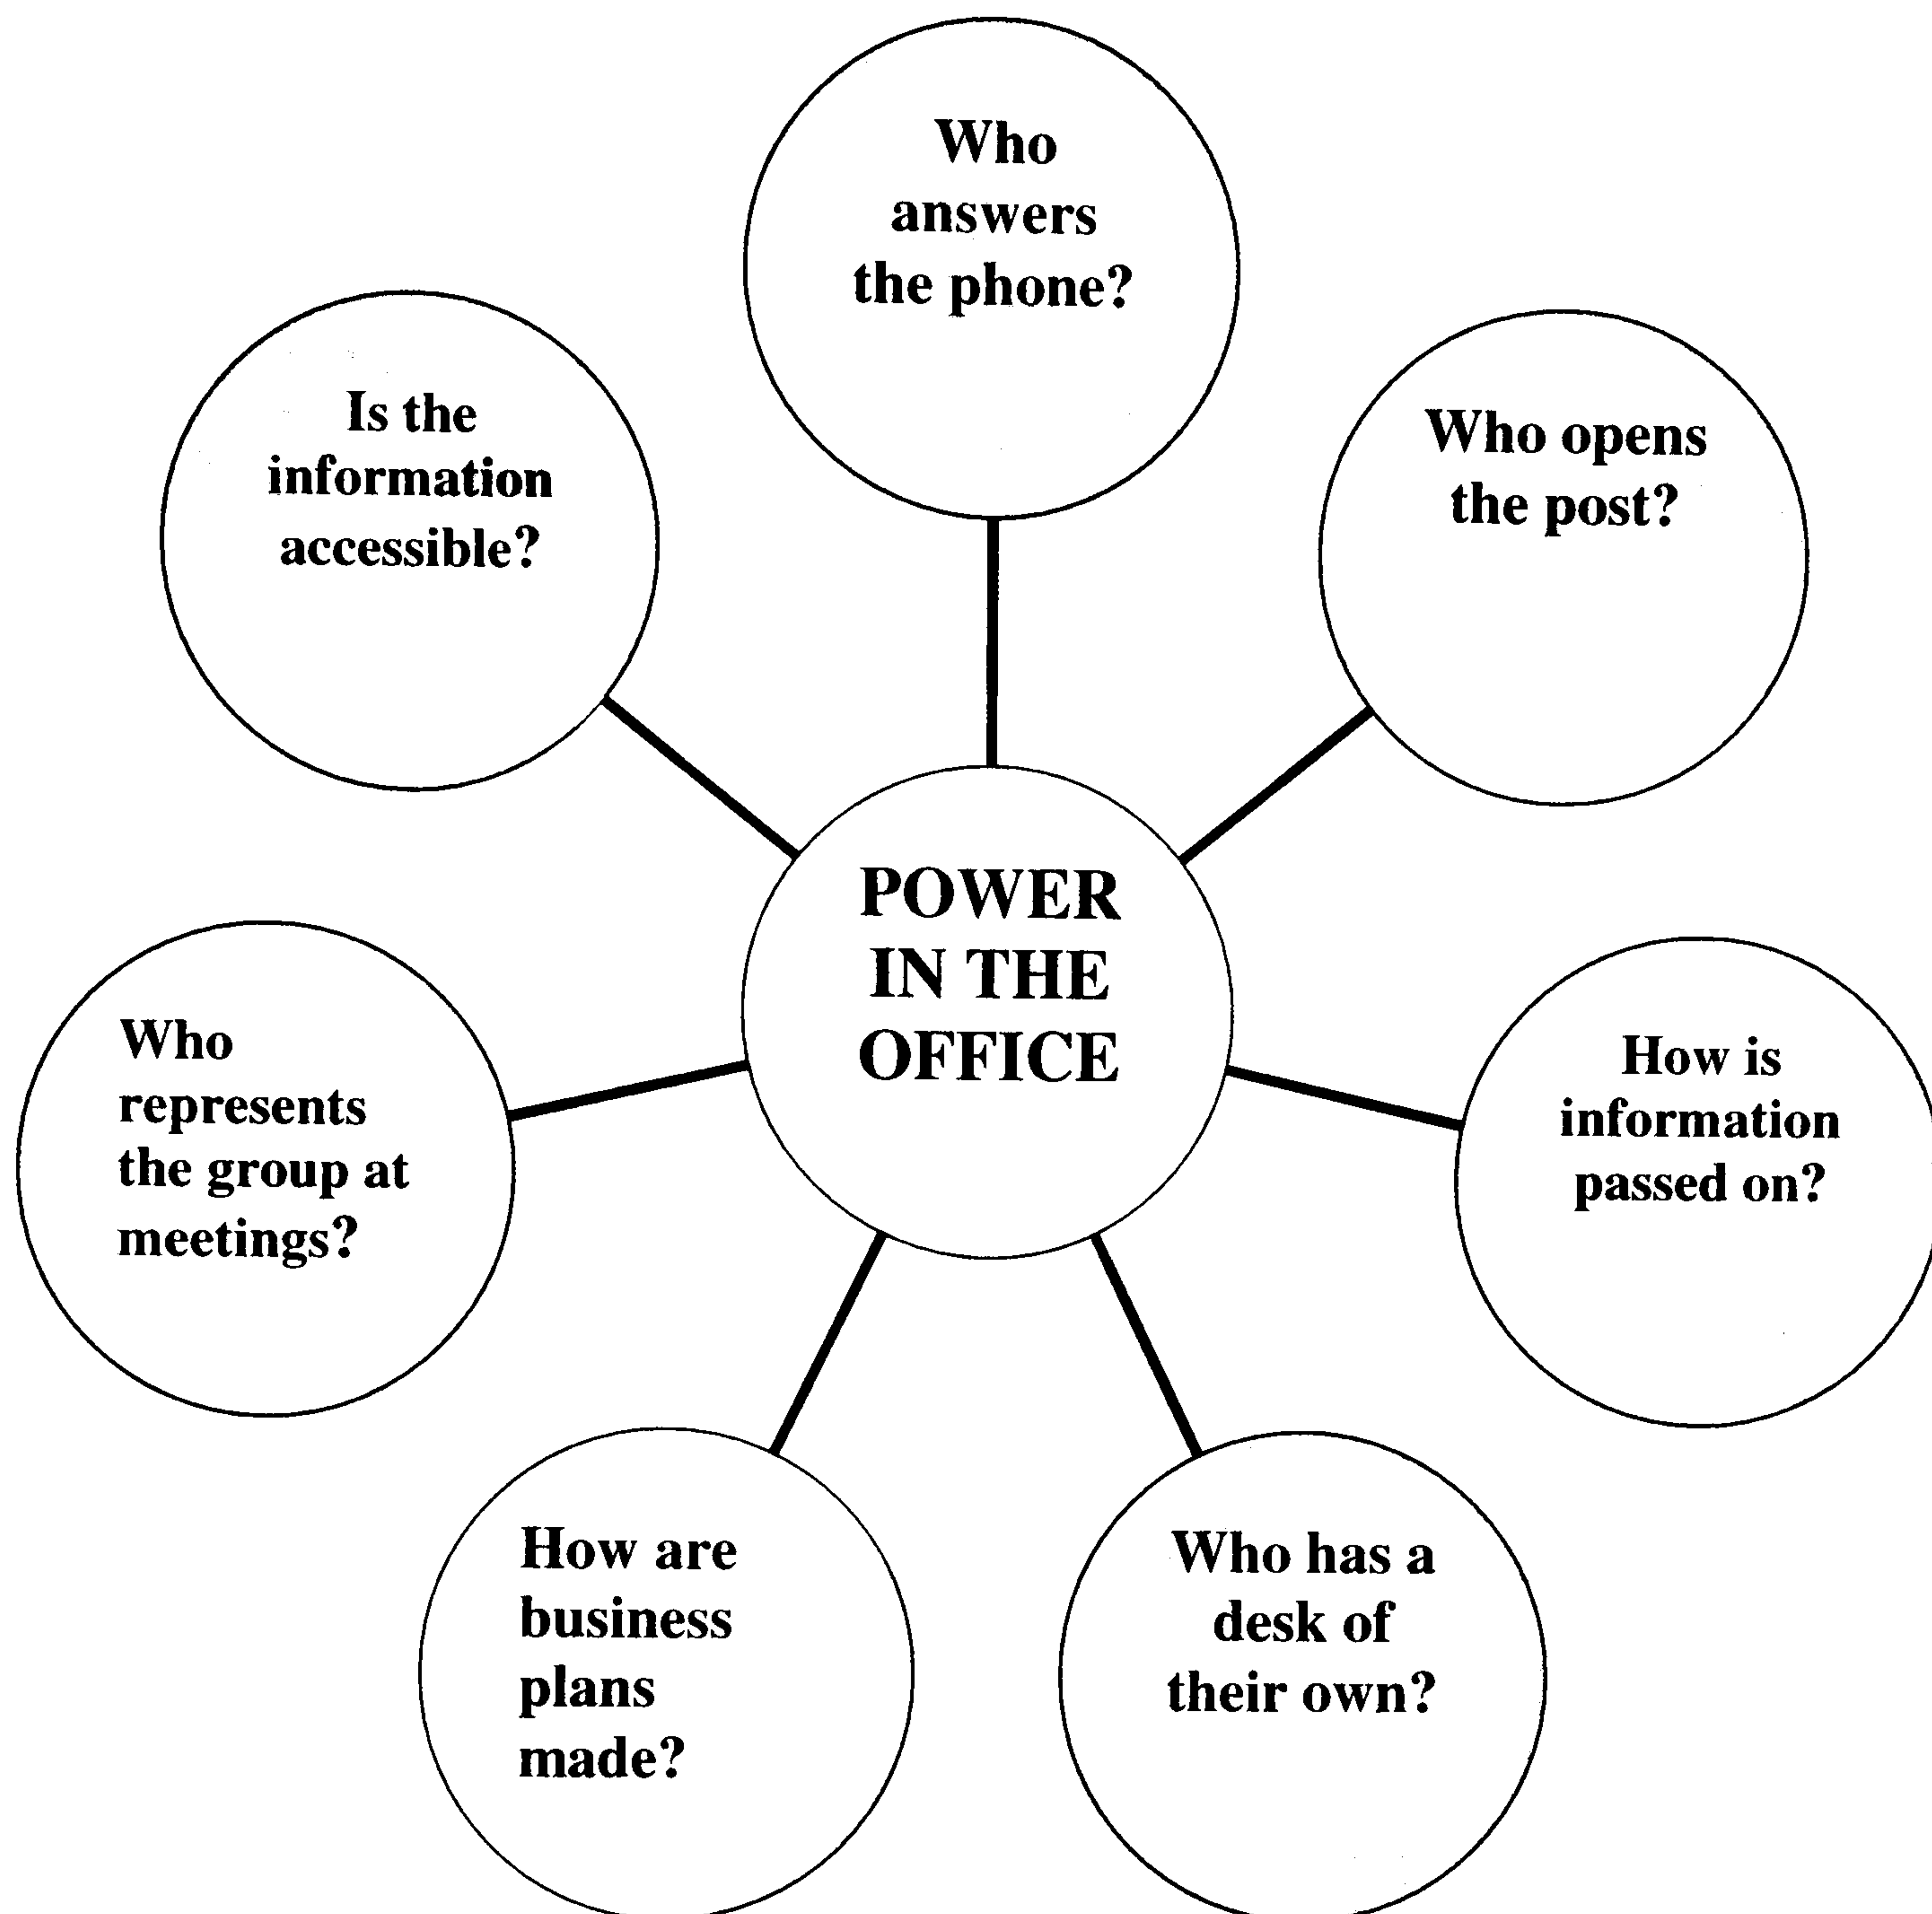 Who
answers
the phone?
Who opens
the post?
How is
information
passed on?
Who has a
desk of
their own?
How are
business
plans
made?
Who
represents
the group at
meetings?
Is the
information
accessible?
POWER
IN THE
OFFICE